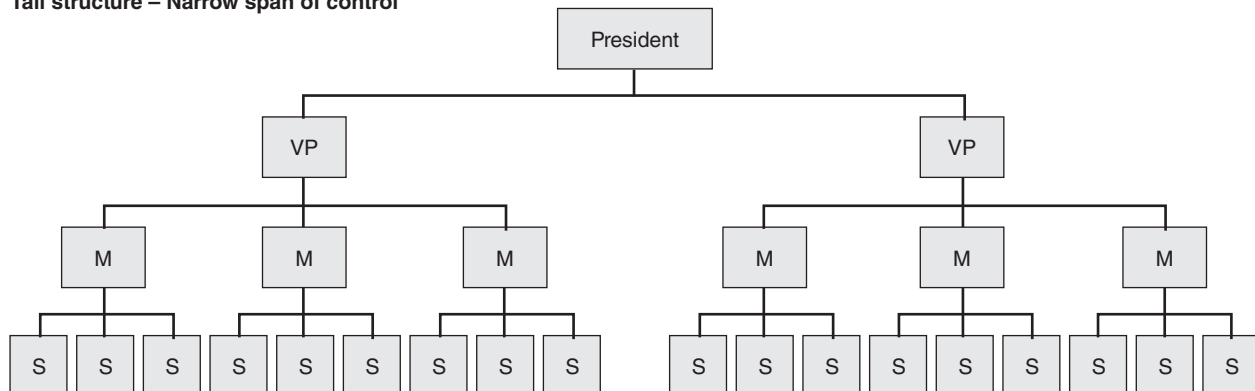 Tall structure – Narrow span of control
President
VP VP
M M M M M M
S S S S S S S S S S S S S S S S S S